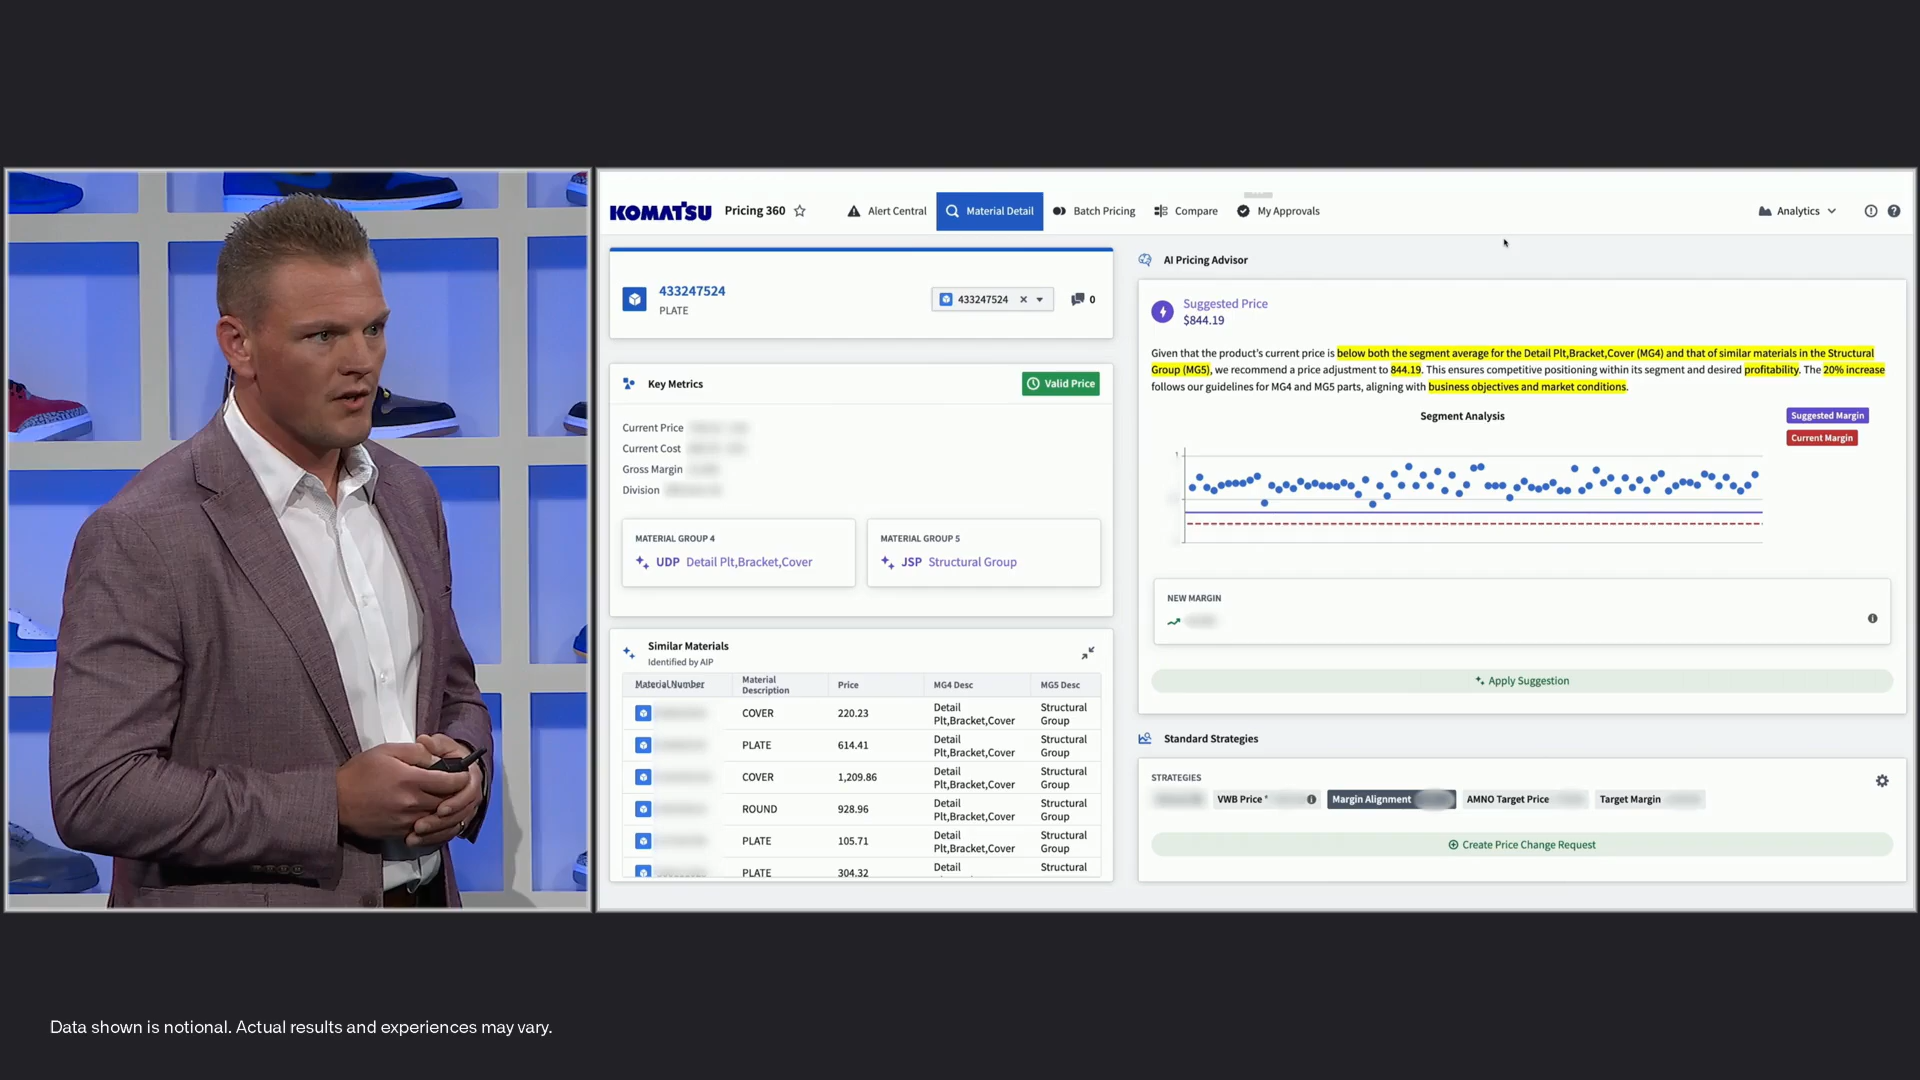 KOMATSU
Pricing 360
Alert Central
Material Detail
Batch Pricing
Compare
My Approvals
Analytics
433247524
PLATE
433247524
0
Key Metrics
Valid Price
Current Price
Current Cost
Gross Margin
Division
MATERIAL GROUP 4
UDP Detail Plt,Bracket,Cover
MATERIAL GROUP 5
JSP Structural Group
Similar Materials
Identified by AIP
Material Number
Material
Description
Price
MG4 Desc
MG5 Desc
COVER
220.23
Detail
Plt,Bracket,Cover
Structural
Group
PLATE
614.41
Detail
Plt,Bracket,Cover
Structural
Group
COVER
1,209.86
Detail
Plt,Bracket,Cover
Structural
Group
ROUND
928.96
Detail
Plt,Bracket,Cover
Structural
Group
PLATE
105.71
Detail
Plt,Bracket,Cover
Structural
Group
PLATE
304.32
Detail
Structural
AI Pricing Advisor
Suggested Price
$844.19
Given that the product's current price is below both the segment average for the Detail Plt,Bracket,Cover (MG4) and that of similar materials in the Structural
Group (MG5), we recommend a price adjustment to 844.19. This ensures competitive positioning within its segment and desired profitability. The 20% increase
follows our guidelines for MG4 and MG5 parts, aligning with business objectives and market conditions.
Segment Analysis
Suggested Margin
Current Margin
1
NEW MARGIN
Apply Suggestion
Standard Strategies
STRATEGIES
VWB Price *
Margin Alignment
AMNO Target Price
Target Margin
Create Price Change Request
Data shown is notional. Actual results and experiences may vary.